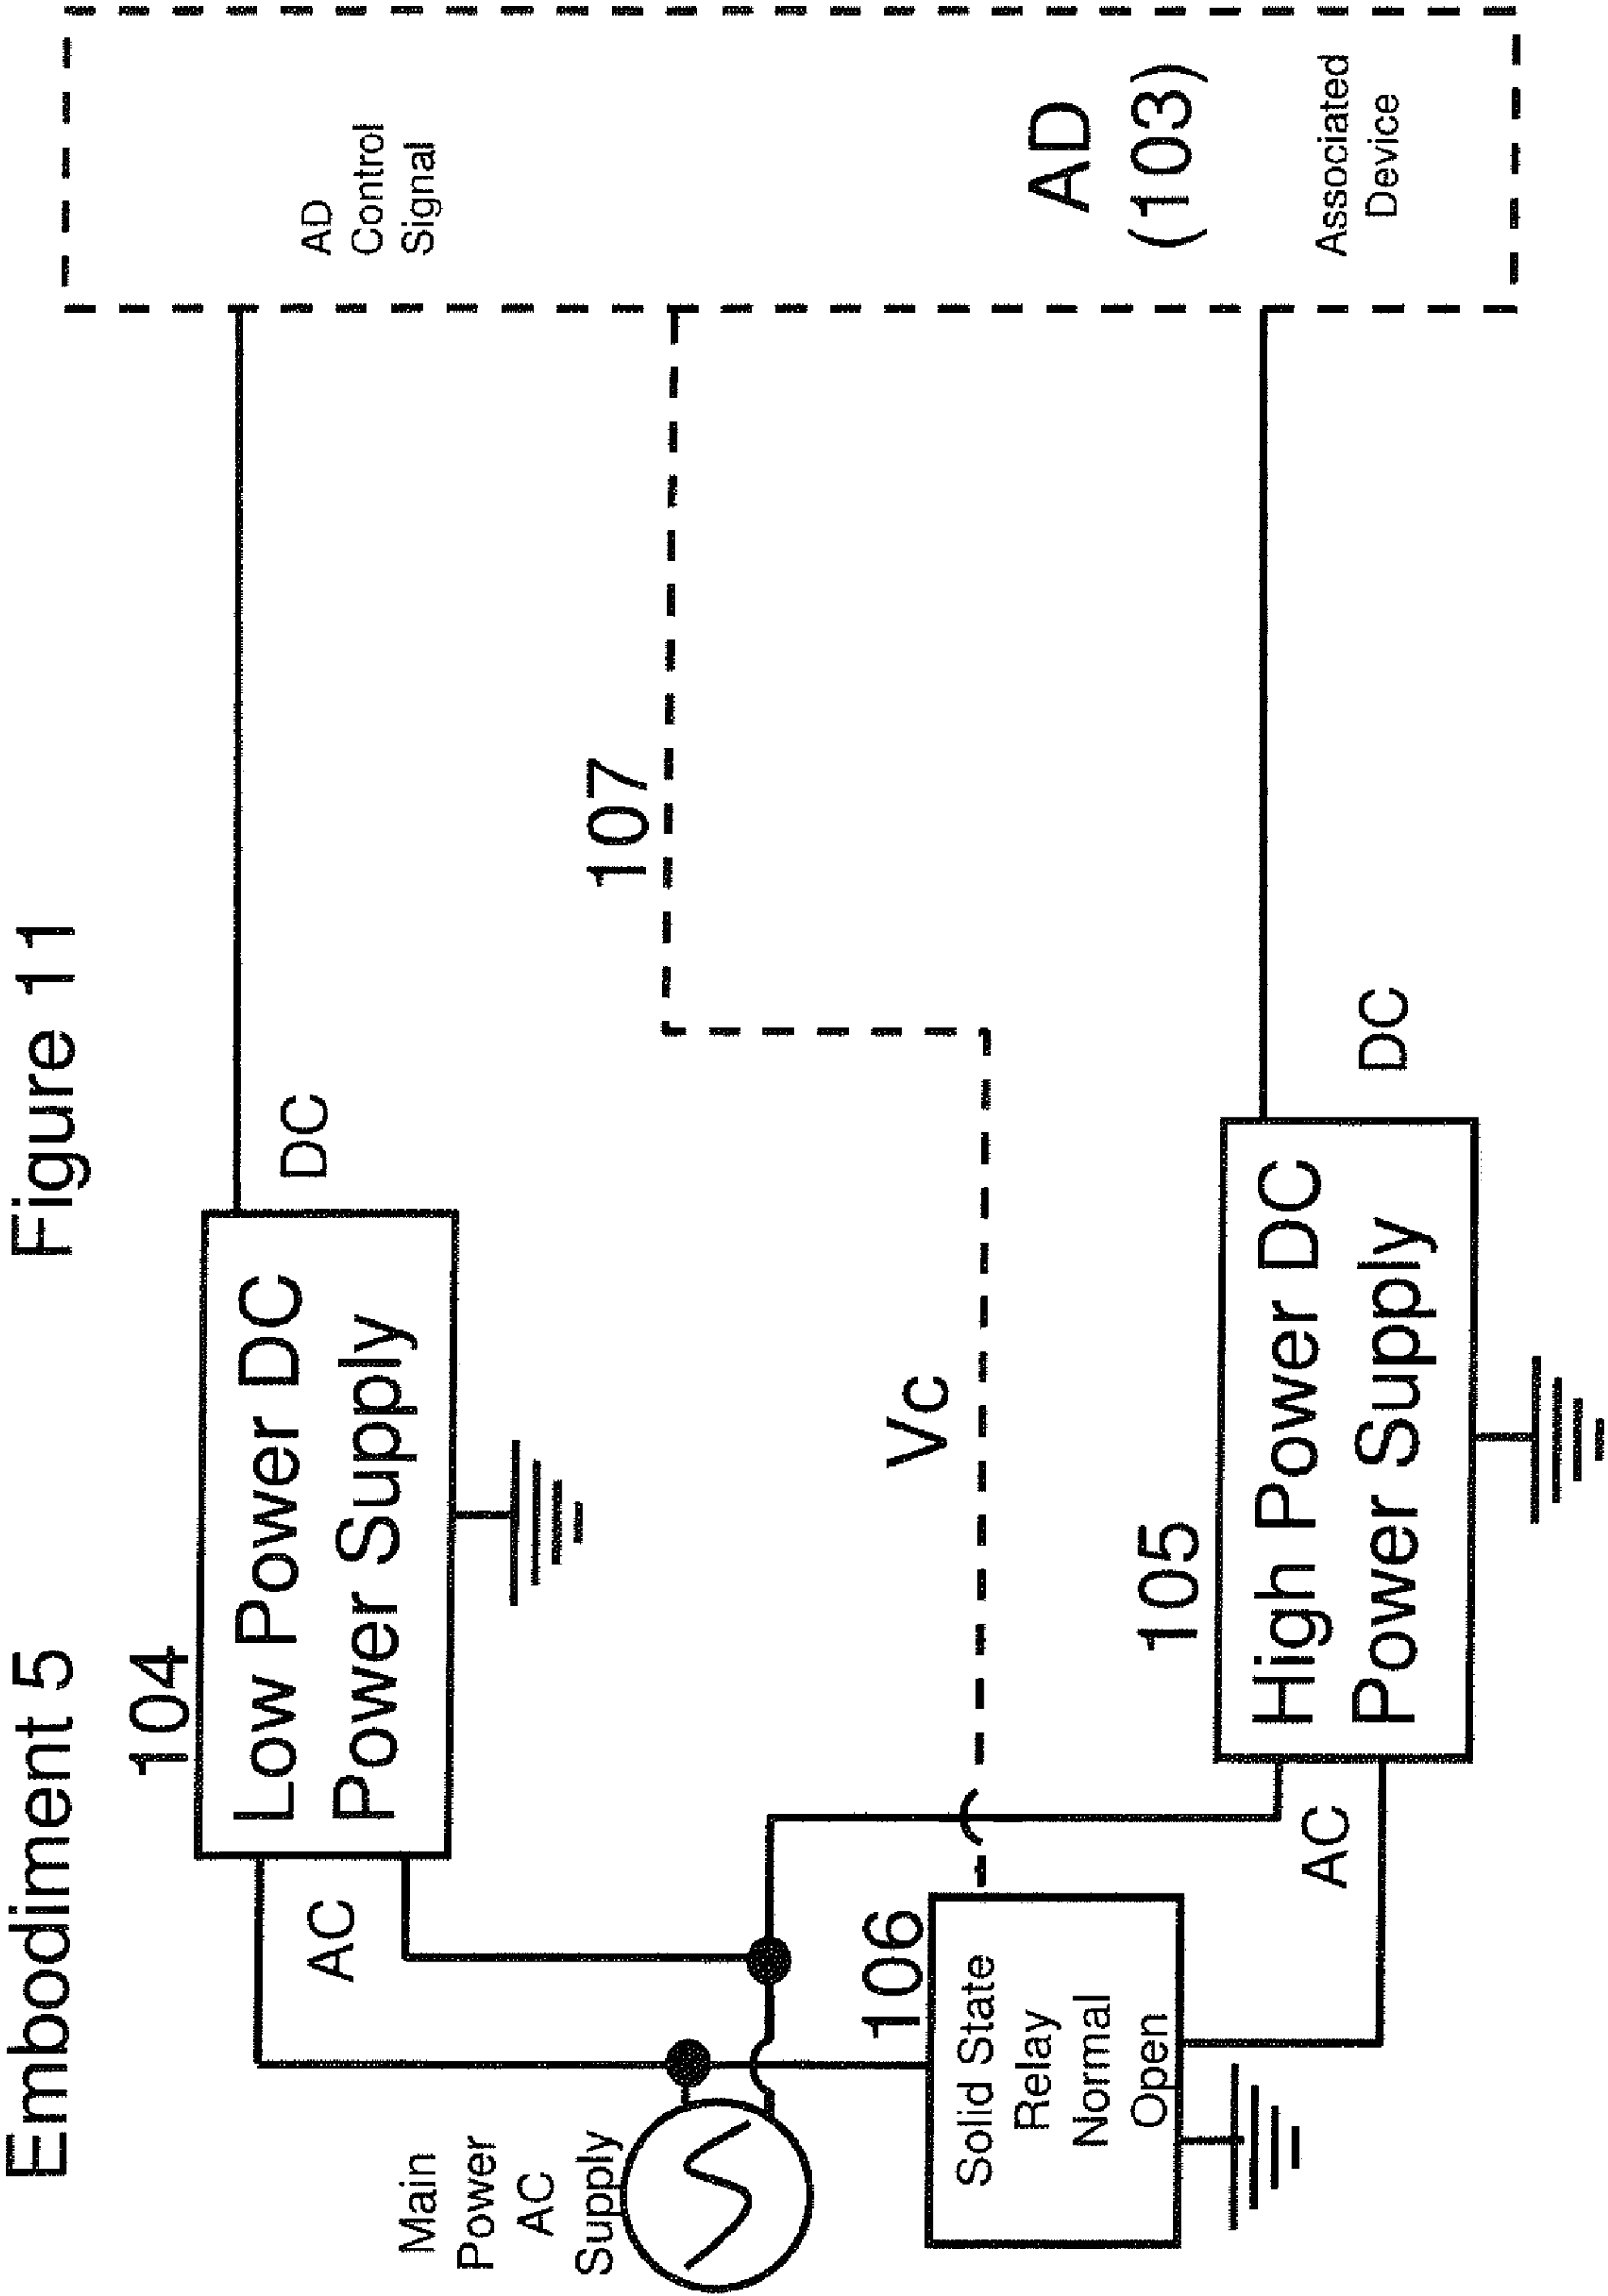 Embodiment 5
Figure 11
104
Low Power DC
Power Supply
DC
AC
AD
Control
Signal
107
Main
Power
AC
Supply
Vc
106
Solid State
Relay
Normal
Open
105
High Power DC
Power Supply
AC
DC
AD
(103)
Associated
Device